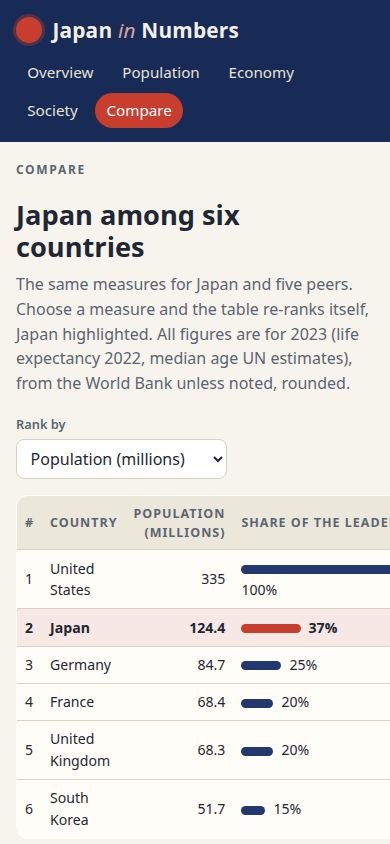 Japan in Numbers
Overview Population Economy
Society Compare
COMPARE
Japan among six
countries
The same measures for Japan and five peers.
Choose a measure and the table re-ranks itself,
Japan highlighted. All figures are for 2023 (life
expectancy 2022, median age UN estimates),
from the World Bank unless noted, rounded.
Rank by
Population (millions)
# COUNTRY POPULATION (MILLIONS) SHARE OF THE LEADE
1 United States 335 100%
2 Japan 124.4 37%
3 Germany 84.7 25%
4 France 68.4 20%
5 United Kingdom 68.3 20%
6 South Korea 51.7 15%